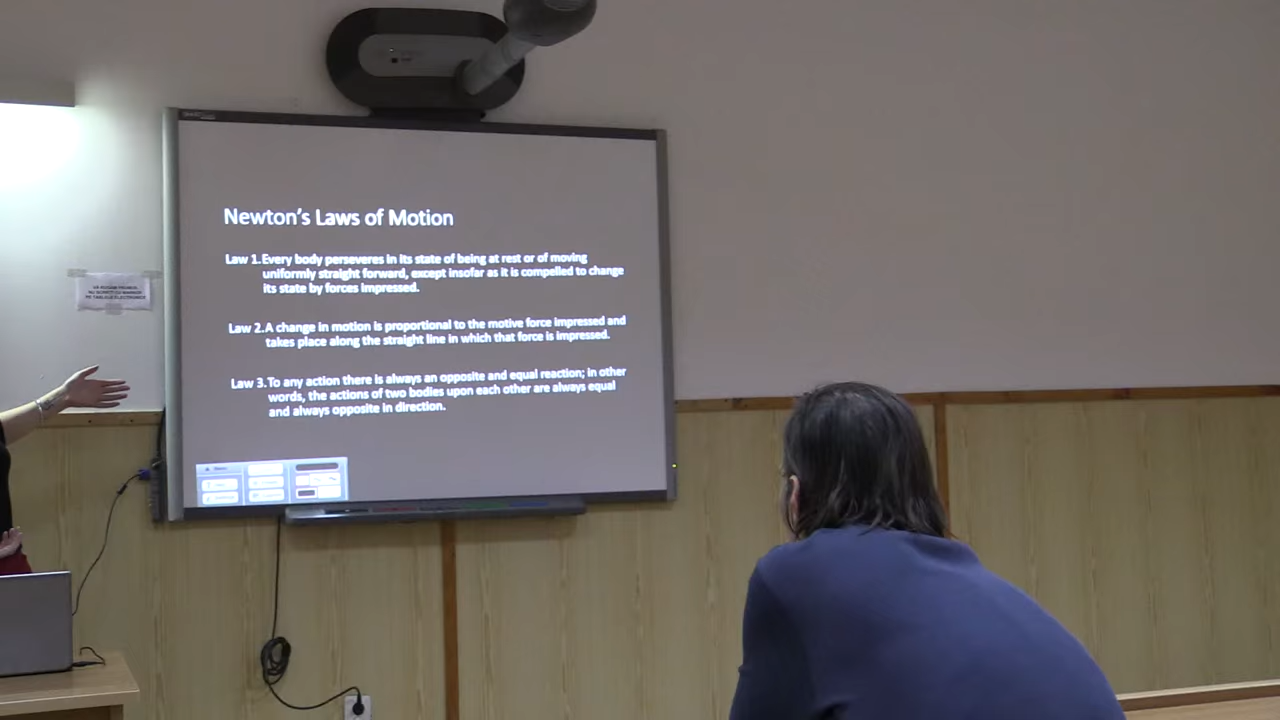 Newton's Laws of Motion
Law 1. Every body perseveres in its state of being at rest or of moving
uniformly straight forward, except insofar as it is compelled to change
its state by forces impressed.
Law 2. A change in motion is proportional to the motive force impressed and
takes place along the straight line in which that force is impressed.
Law 3. To any action there is always an opposite and equal reaction; in other
words, the actions of two bodies upon each other are always equal
and always opposite in direction.
PE TABLELE ELECTRONICE
Menu